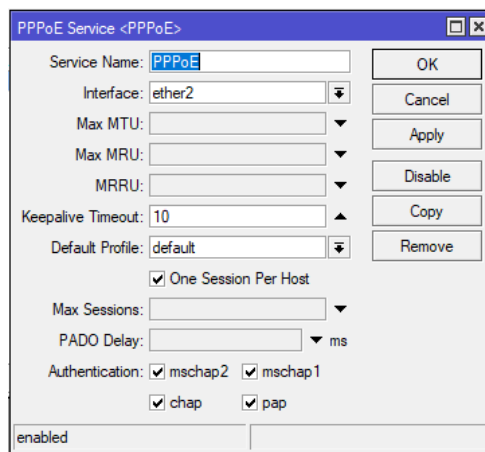 PPPoE Service <PPPoE>
Service Name: PPPoE
OK
Interface: ether2
Cancel
Max MTU:
Apply
Max MRU:
MRRU:
Disable
Keepalive Timeout: 10
Copy
Default Profile: default
Remove
One Session Per Host
Max Sessions:
PADO Delay: ms
Authentication: mschap2 mschap1
chap pap
enabled